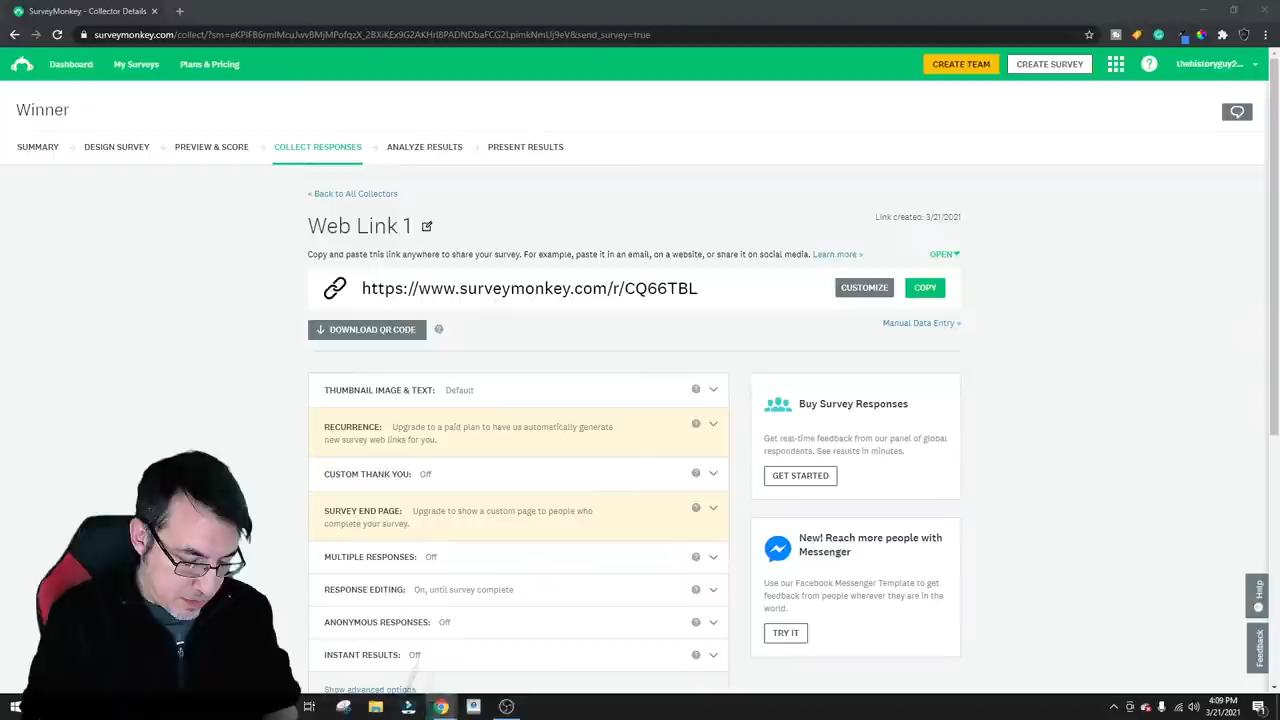 SurveyMonkey - Collector Details
surveymonkey.com/collect/?sm=eKPIFB6rmIMcuJwvBMjMPofqzX_2BXiKEx9G2AKHrl8PADNDbaFCG2LpimkNmUj9eV&send_survey=true
Dashboard
My Surveys
Plans & Pricing
CREATE TEAM
CREATE SURVEY
thehistoryguy2...
Winner
SUMMARY
DESIGN SURVEY
PREVIEW & SCORE
COLLECT RESPONSES
ANALYZE RESULTS
PRESENT RESULTS
« Back to All Collectors
Web Link 1
Link created: 3/21/2021
Copy and paste this link anywhere to share your survey. For example, paste it in an email, on a website, or share it on social media. Learn more »
OPEN
https://www.surveymonkey.com/r/CQ66TBL
CUSTOMIZE
COPY
DOWNLOAD QR CODE
Manual Data Entry »
THUMBNAIL IMAGE & TEXT: Default
RECURRENCE: Upgrade to a paid plan to have us automatically generate
new survey web links for you.
CUSTOM THANK YOU: Off
SURVEY END PAGE: Upgrade to show a custom page to people who
complete your survey.
MULTIPLE RESPONSES: Off
RESPONSE EDITING: On, until survey complete
ANONYMOUS RESPONSES: Off
INSTANT RESULTS: Off
Show advanced options
Buy Survey Responses
Get real-time feedback from our panel of global
respondents. See results in minutes.
GET STARTED
New! Reach more people with
Messenger
Use our Facebook Messenger Template to get
feedback from people wherever they are in the
world.
TRY IT
Help
Feedback
4:09 PM
3/21/2021